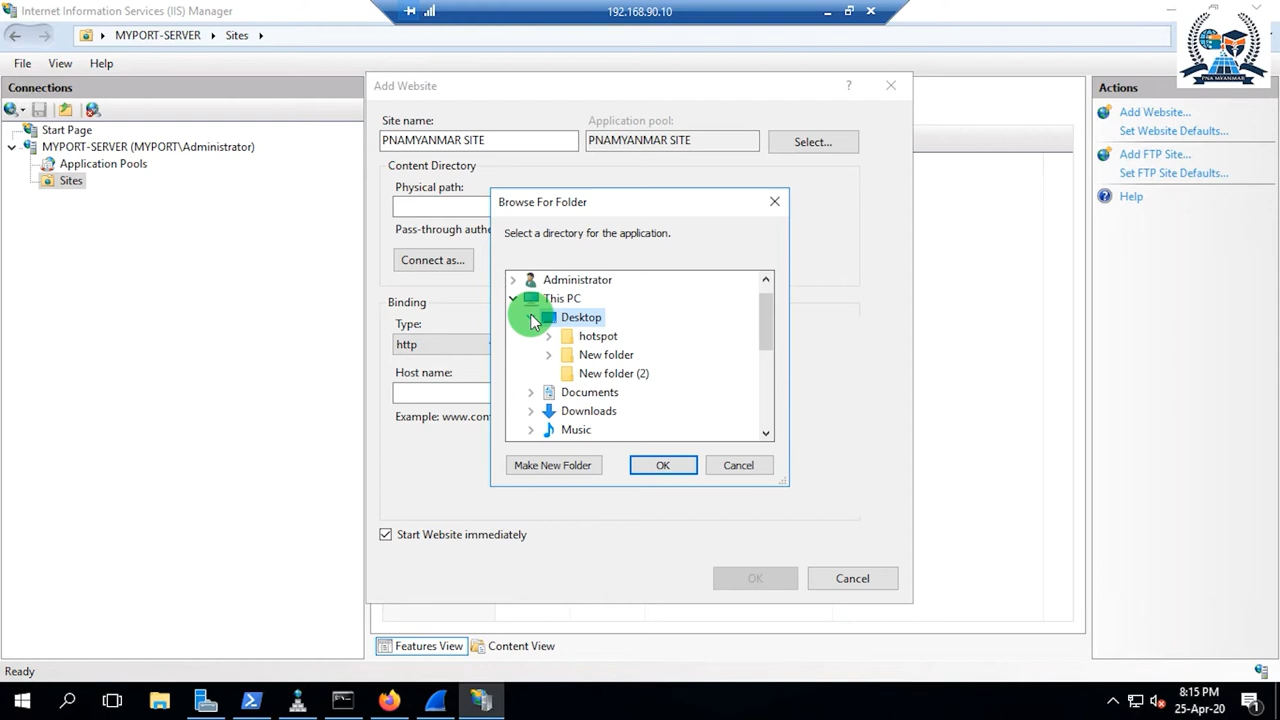 Internet Information Services (IIS) Manager
192.168.90.10
MYPORT-SERVER
Sites
File View Help
Connections
Start Page
MYPORT-SERVER (MYPORT\Administrator)
Application Pools
Sites
Add Website
?
Site name:
Application pool:
PNAMYANMAR SITE
PNAMYANMAR SITE
Select...
Content Directory
Physical path:
Pass-through authe
Connect as...
Binding
Type:
http
Host name:
Example: www.con
Start Website immediately
OK
Cancel
Browse For Folder
Select a directory for the application.
Administrator
This PC
Desktop
hotspot
New folder
New folder (2)
Documents
Downloads
Music
Make New Folder
OK
Cancel
Actions
Add Website...
Set Website Defaults...
Add FTP Site...
Set FTP Site Defaults...
Help
PNA MYANMAR
Features View
Content View
Ready
8:15 PM
25-Apr-20
1